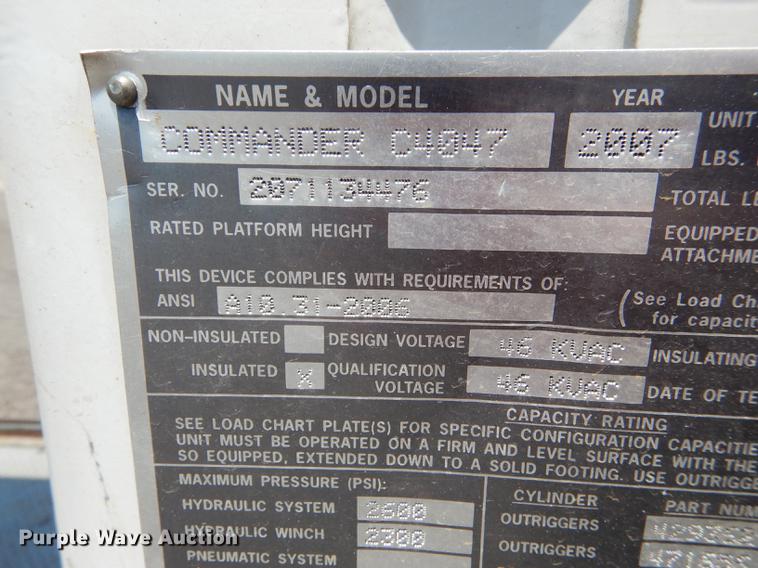 NAME & MODEL YEAR
COMMANDER C4047 2007 UNIT
LBS.
SER. NO. 2071134476 TOTAL
RATED PLATFORM HEIGHT EQUIPPED
THIS DEVICE COMPLIES WITH REQUIREMENTS OF:
ANSI A10.31-2006 (See Load
for
NON-INSULATED DESIGN VOLTAGE 46 KVAC INSULATING
INSULATED X QUALIFICATION VOLTAGE 46 KVAC DATE OF
CAPACITY RATING
SEE LOAD CHART PLATE(S) FOR SPECIFIC CONFIGURATION CAPACITIE
UNIT MUST BE OPERATED ON A FIRM AND LEVEL SURFACE WITH THE
SO EQUIPPED, EXTENDED DOWN TO A SOLID FOOTING. USE OUTRIGGE
MAXIMUM PRESSURE (PSI): CYLINDER PART NUM
HYDRAULIC SYSTEM 2600 OUTRIGGERS
HYDRAULIC WINCH 2300 OUTRIGGERS
PNEUMATIC SYSTEM
Purple Wave Auction